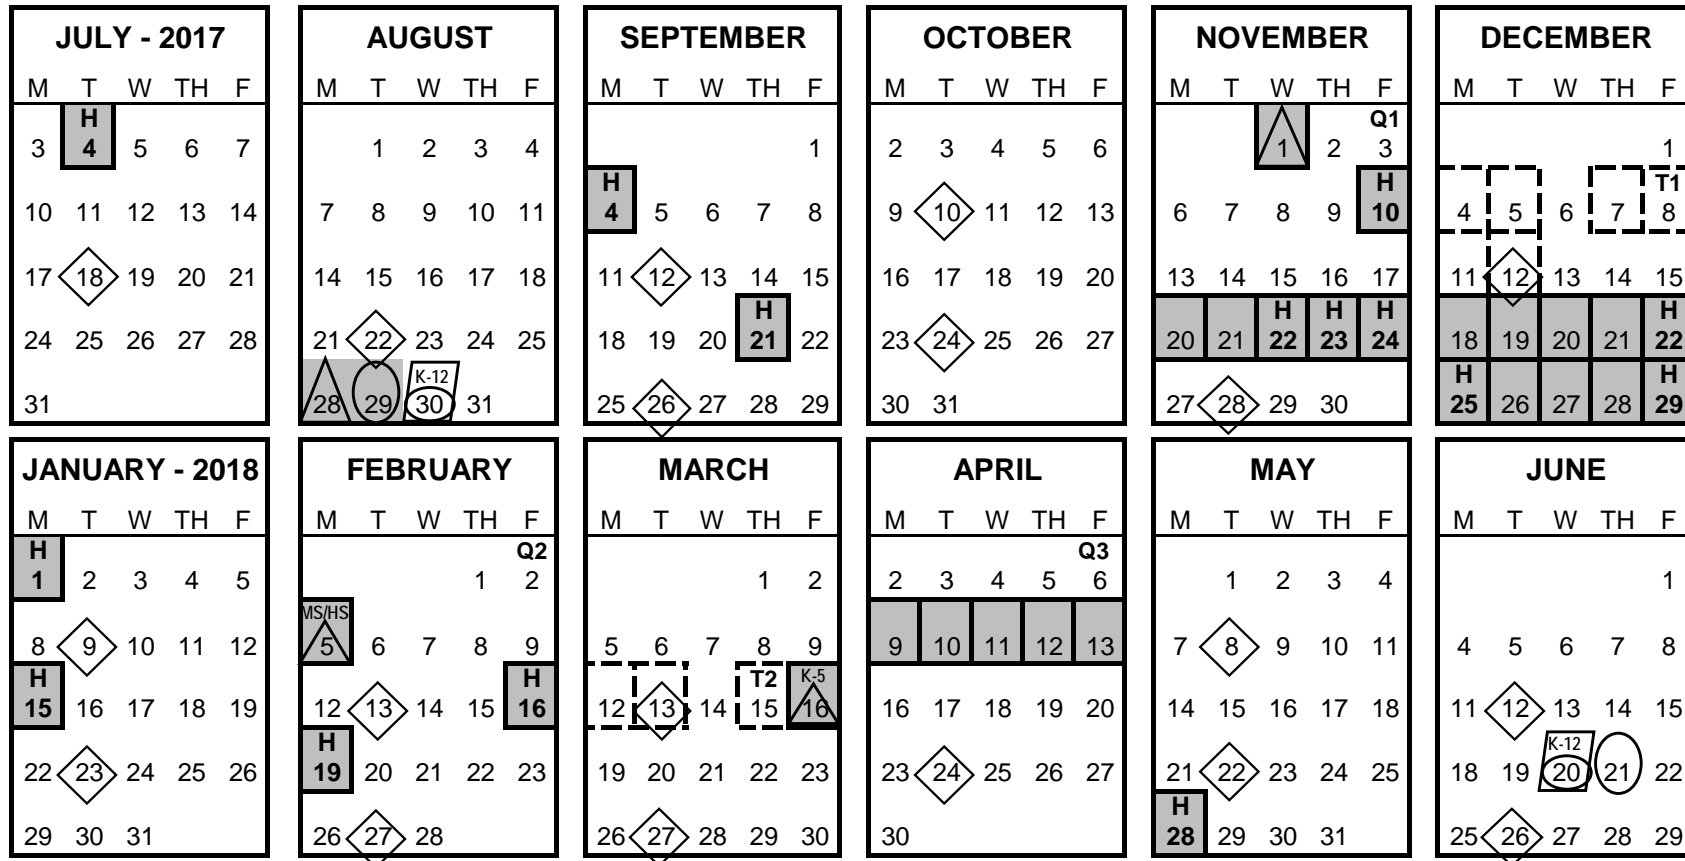 JULY - 2017
M T W TH F
H
3 4 5 6 7
10 11 12 13 14
17 18 19 20 21
24 25 26 27 28
31
AUGUST
M T W TH F
1 2 3 4
7 8 9 10 11
14 15 16 17 18
21 22 23 24 25
K-12
28 29 30 31
SEPTEMBER
M T W TH F
1
H
4 5 6 7 8
11 12 13 14 15
H
18 19 20 21 22
25 26 27 28 29
OCTOBER
M T W TH F
2 3 4 5 6
9 10 11 12 13
16 17 18 19 20
23 24 25 26 27
30 31
NOVEMBER
M T W TH F
Q1
1 2 3
H
6 7 8 9 10
13 14 15 16 17
H H H
20 21 22 23 24
27 28 29 30
DECEMBER
M T W TH F
1
T1
4 5 6 7 8
11 12 13 14 15
H
18 19 20 21 22
H H
25 26 27 28 29
JANUARY - 2018
M T W TH F
H
1 2 3 4 5
8 9 10 11 12
H
15 16 17 18 19
22 23 24 25 26
29 30 31
FEBRUARY
M T W TH F
Q2
1 2
MS/HS
5 6 7 8 9
H
12 13 14 15 16
H
19 20 21 22 23
26 27 28
MARCH
M T W TH F
1 2
5 6 7 8 9
T2 K-5
12 13 14 15 16
19 20 21 22 23
26 27 28 29 30
APRIL
M T W TH F
Q3
2 3 4 5 6
9 10 11 12 13
16 17 18 19 20
23 24 25 26 27
30
MAY
M T W TH F
1 2 3 4
7 8 9 10 11
14 15 16 17 18
21 22 23 24 25
H
28 29 30 31
JUNE
M T W TH F
1
4 5 6 7 8
11 12 13 14 15
K-12
18 19 20 21 22
25 26 27 28 29